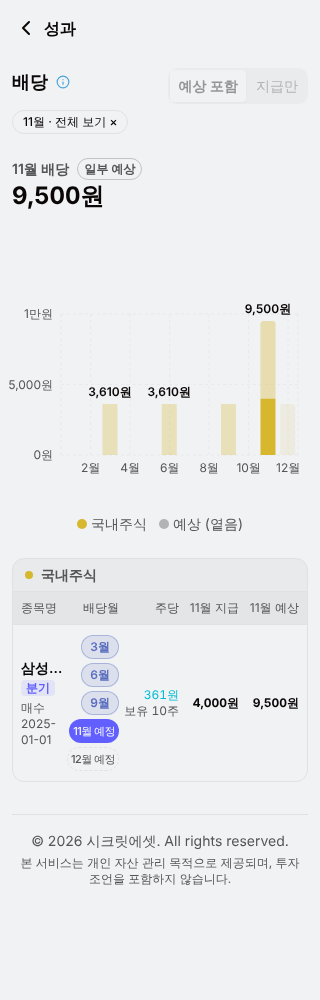 성과
배당
예상 포함 지급만
11월 · 전체 보기 ×
11월 배당 일부 예상
9,500원
9,500원
1만원
5,000원
3,610원 3,610원
0원
2월 4월 6월 8월 10월 12월
국내주식 예상 (옅음)
국내주식
종목명 배당월 주당 11월 지급 11월 예상
삼성...
분기
매수
2025-
01-01
3월
6월
9월
11월 예정
12월 예정
361원
보유 10주
4,000원 9,500원
© 2026 시크릿에셋. All rights reserved.
본 서비스는 개인 자산 관리 목적으로 제공되며, 투자
조언을 포함하지 않습니다.